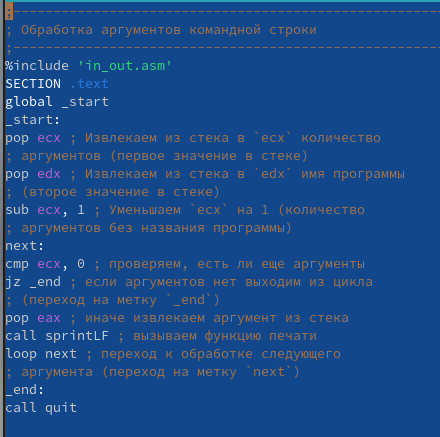 ;------------------------------------------------------
; Обработка аргументов командной строки
;------------------------------------------------------
%include 'in_out.asm'
SECTION .text
global _start
_start:
pop ecx ; Извлекаем из стека в `ecx` количество
; аргументов (первое значение в стеке)
pop edx ; Извлекаем из стека в `edx` имя программы
; (второе значение в стеке)
sub ecx, 1 ; Уменьшаем `ecx` на 1 (количество
; аргументов без названия программы)
next:
cmp ecx, 0 ; проверяем, есть ли еще аргументы
jz _end ; если аргументов нет выходим из цикла
; (переход на метку `_end`)
pop eax ; иначе извлекаем аргумент из стека
call sprintLF ; вызываем функцию печати
loop next ; переход к обработке следующего
; аргумента (переход на метку `next`)
_end:
call quit